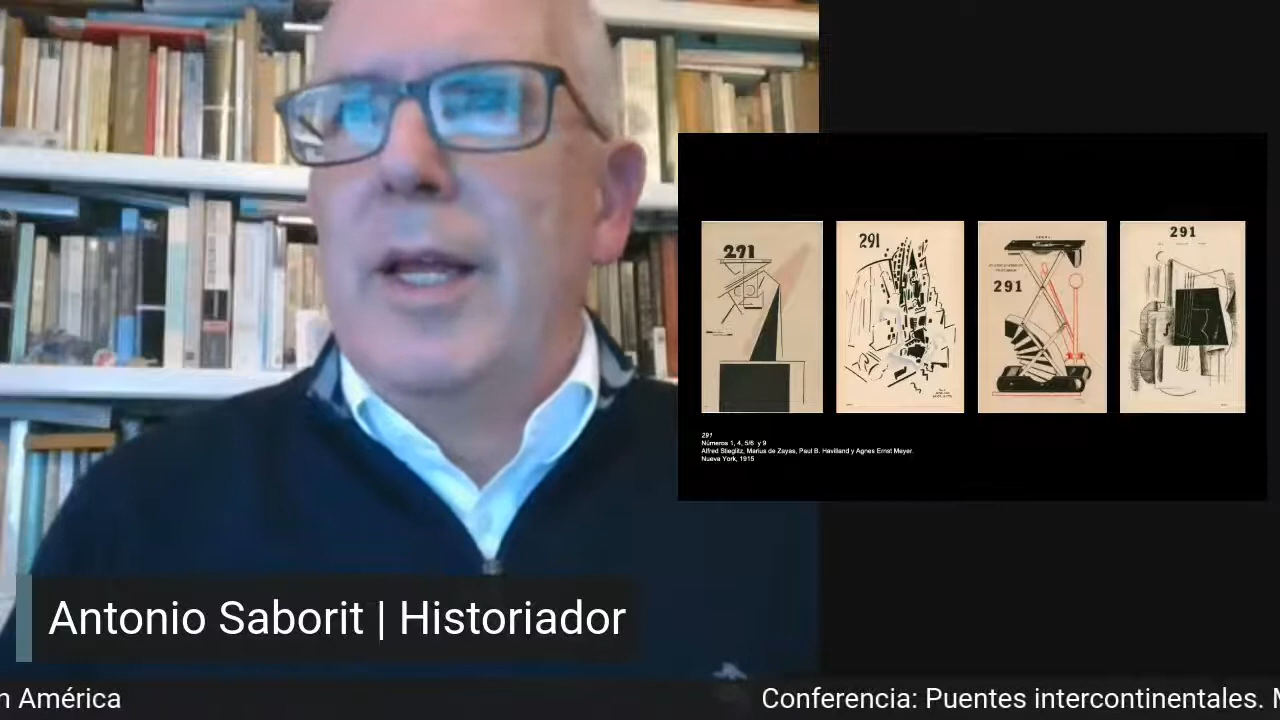 291
291
291
291
291
Números 1, 4, 5/6 y 9
Alfred Stieglitz, Marius de Zayas, Paul B. Haviland y Agnes Ernst Meyer.
Nueva York, 1915
Antonio Saborit | Historiador
n América
Conferencia: Puentes intercontinentales. M